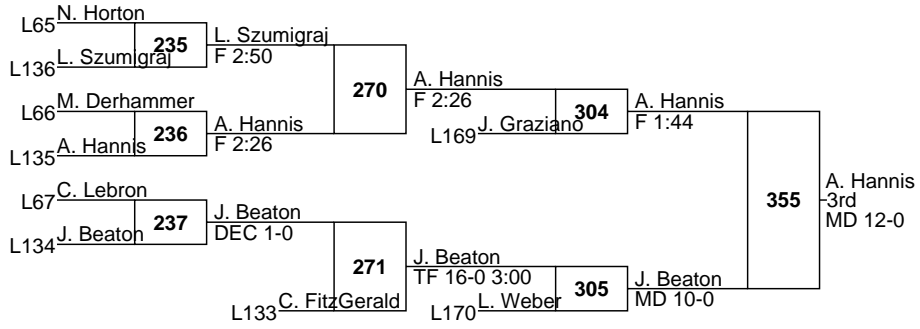 L65 N. Horton
235
L136 L. Szumigraj
L. Szumigraj
F 2:50
L66 M. Derhammer
236
L135 A. Hannis
A. Hannis
F 2:26
270
A. Hannis
F 2:26
L169 J. Graziano
304
A. Hannis
F 1:44
L67 C. Lebron
237
L134 J. Beaton
J. Beaton
DEC 1-0
271
L133 C. FitzGerald
J. Beaton
TF 16-0 3:00
L170 L. Weber
305
J. Beaton
MD 10-0
355
A. Hannis
3rd
MD 12-0